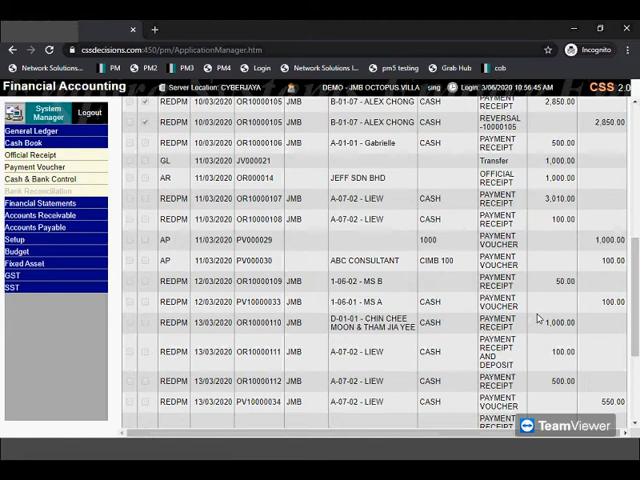 Incognito
cssdecisions.com:450/pm/ApplicationManager.htm
Network Solutions... PM PM2 PM3 PM4 Login Network Solutions I... pm5 testing Grab Hub cob
Financial Accounting Server Location: CYBERJAYA DEMO - JMB OCTOPUS VILLA sing Login: 3/06/2020 10:56:45 AM CSS 2.0
System Manager Logout
General Ledger
Cash Book
Official Receipt
Payment Voucher
Cash & Bank Control
Bank Reconciliation
Financial Statements
Accounts Receivable
Accounts Payable
Setup
Budget
Fixed Asset
GST
SST
REDPM 10/03/2020 OR10000105 JMB B-01-07 - ALEX CHONG CASH PAYMENT RECEIPT 2,850.00
REDPM 10/03/2020 OR10000105 JMB B-01-07 - ALEX CHONG CASH REVERSAL -10000105 2,850.00
REDPM 10/03/2020 OR10000106 JMB A-01-01 - Gabrielle CASH PAYMENT RECEIPT 500.00
GL 11/03/2020 JV000021 Transfer 1,000.00
AR 11/03/2020 OR000014 JEFF SDN BHD OFFICIAL RECEIPT 1,000.00
REDPM 11/03/2020 OR10000107 JMB A-07-02 - LIEW CASH PAYMENT RECEIPT 3,010.00
REDPM 11/03/2020 OR10000108 JMB A-07-02 - LIEW CASH PAYMENT RECEIPT 100.00
AP 11/03/2020 PV000029 1000 PAYMENT VOUCHER 1,000.00
AP 11/03/2020 PV000030 ABC CONSULTANT CIMB 100 PAYMENT VOUCHER 100.00
REDPM 12/03/2020 OR10000109 JMB 1-06-02 - MS B PAYMENT RECEIPT 50.00
REDPM 12/03/2020 PV10000033 JMB 1-06-01 - MS A CASH PAYMENT VOUCHER 100.00
REDPM 13/03/2020 OR10000110 JMB D-01-01 - CHIN CHEE MOON & THAM JIA YEE CASH PAYMENT RECEIPT 1,000.00
REDPM 13/03/2020 OR10000111 JMB A-07-02 - LIEW CASH PAYMENT RECEIPT AND DEPOSIT 100.00
REDPM 13/03/2020 OR10000112 JMB A-07-02 - LIEW CASH PAYMENT RECEIPT 500.00
REDPM 13/03/2020 PV10000034 JMB A-07-02 - LIEW CASH PAYMENT VOUCHER 550.00
PAYMENT
TeamViewer